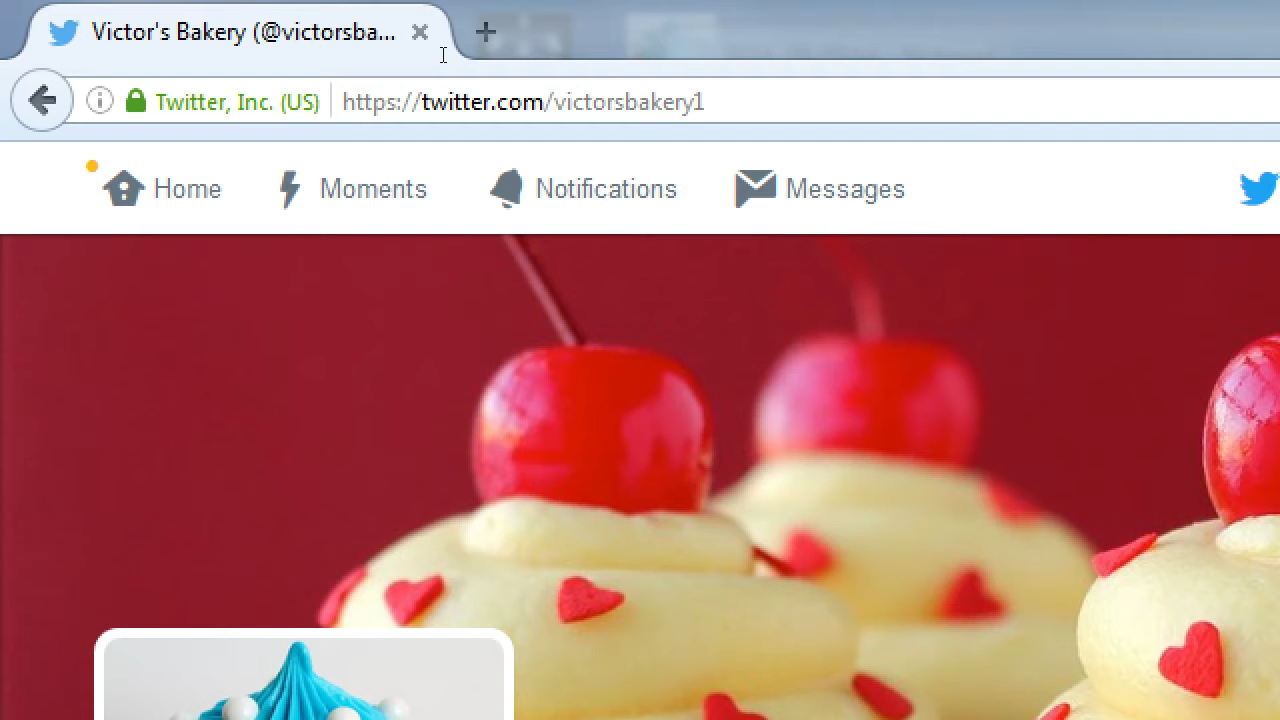 Victor's Bakery (@victorsba...
Twitter, Inc. (US) https://twitter.com/victorsbakery1
Home Moments Notifications Messages